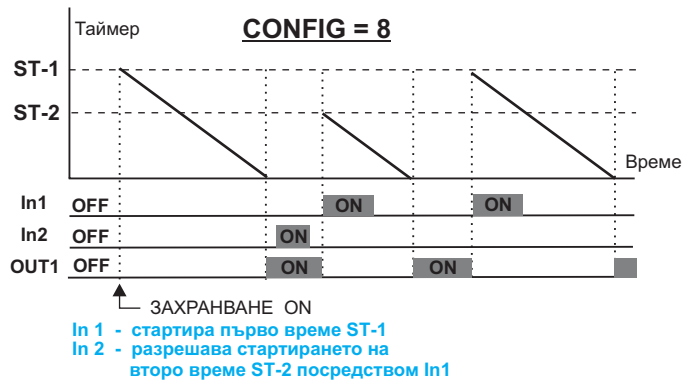 Таймер
CONFIG = 8
ST-1
ST-2
Време
In1 OFF ON ON
In2 OFF ON
OUT1 OFF ON ON
ЗАХРАНВАНЕ ON
In 1 - стартира първо време ST-1
In 2 - разрешава стартирането на
второ време ST-2 посредством In1